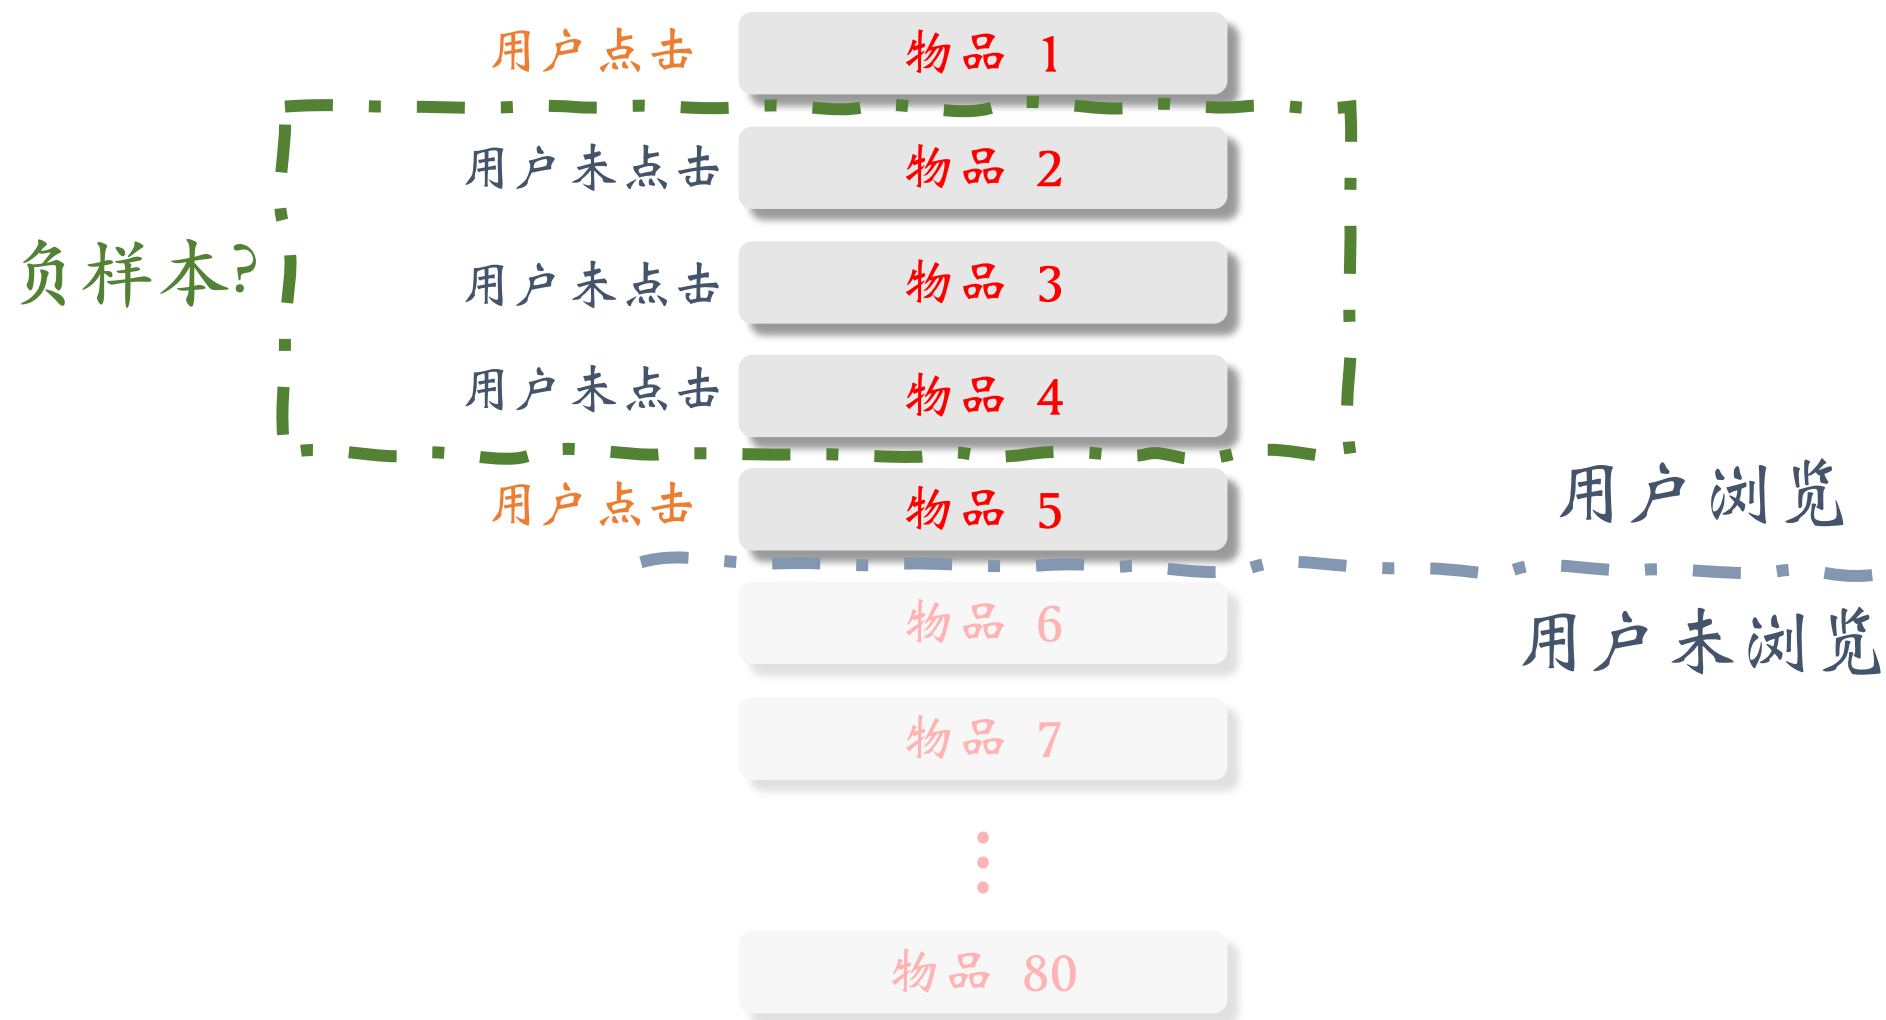 用户点击 物品 1
用户未点击 物品 2
负样本?
用户未点击 物品 3
用户未点击 物品 4
用户点击 物品 5
用户浏览
用户未浏览
物品 6
物品 7
物品 80